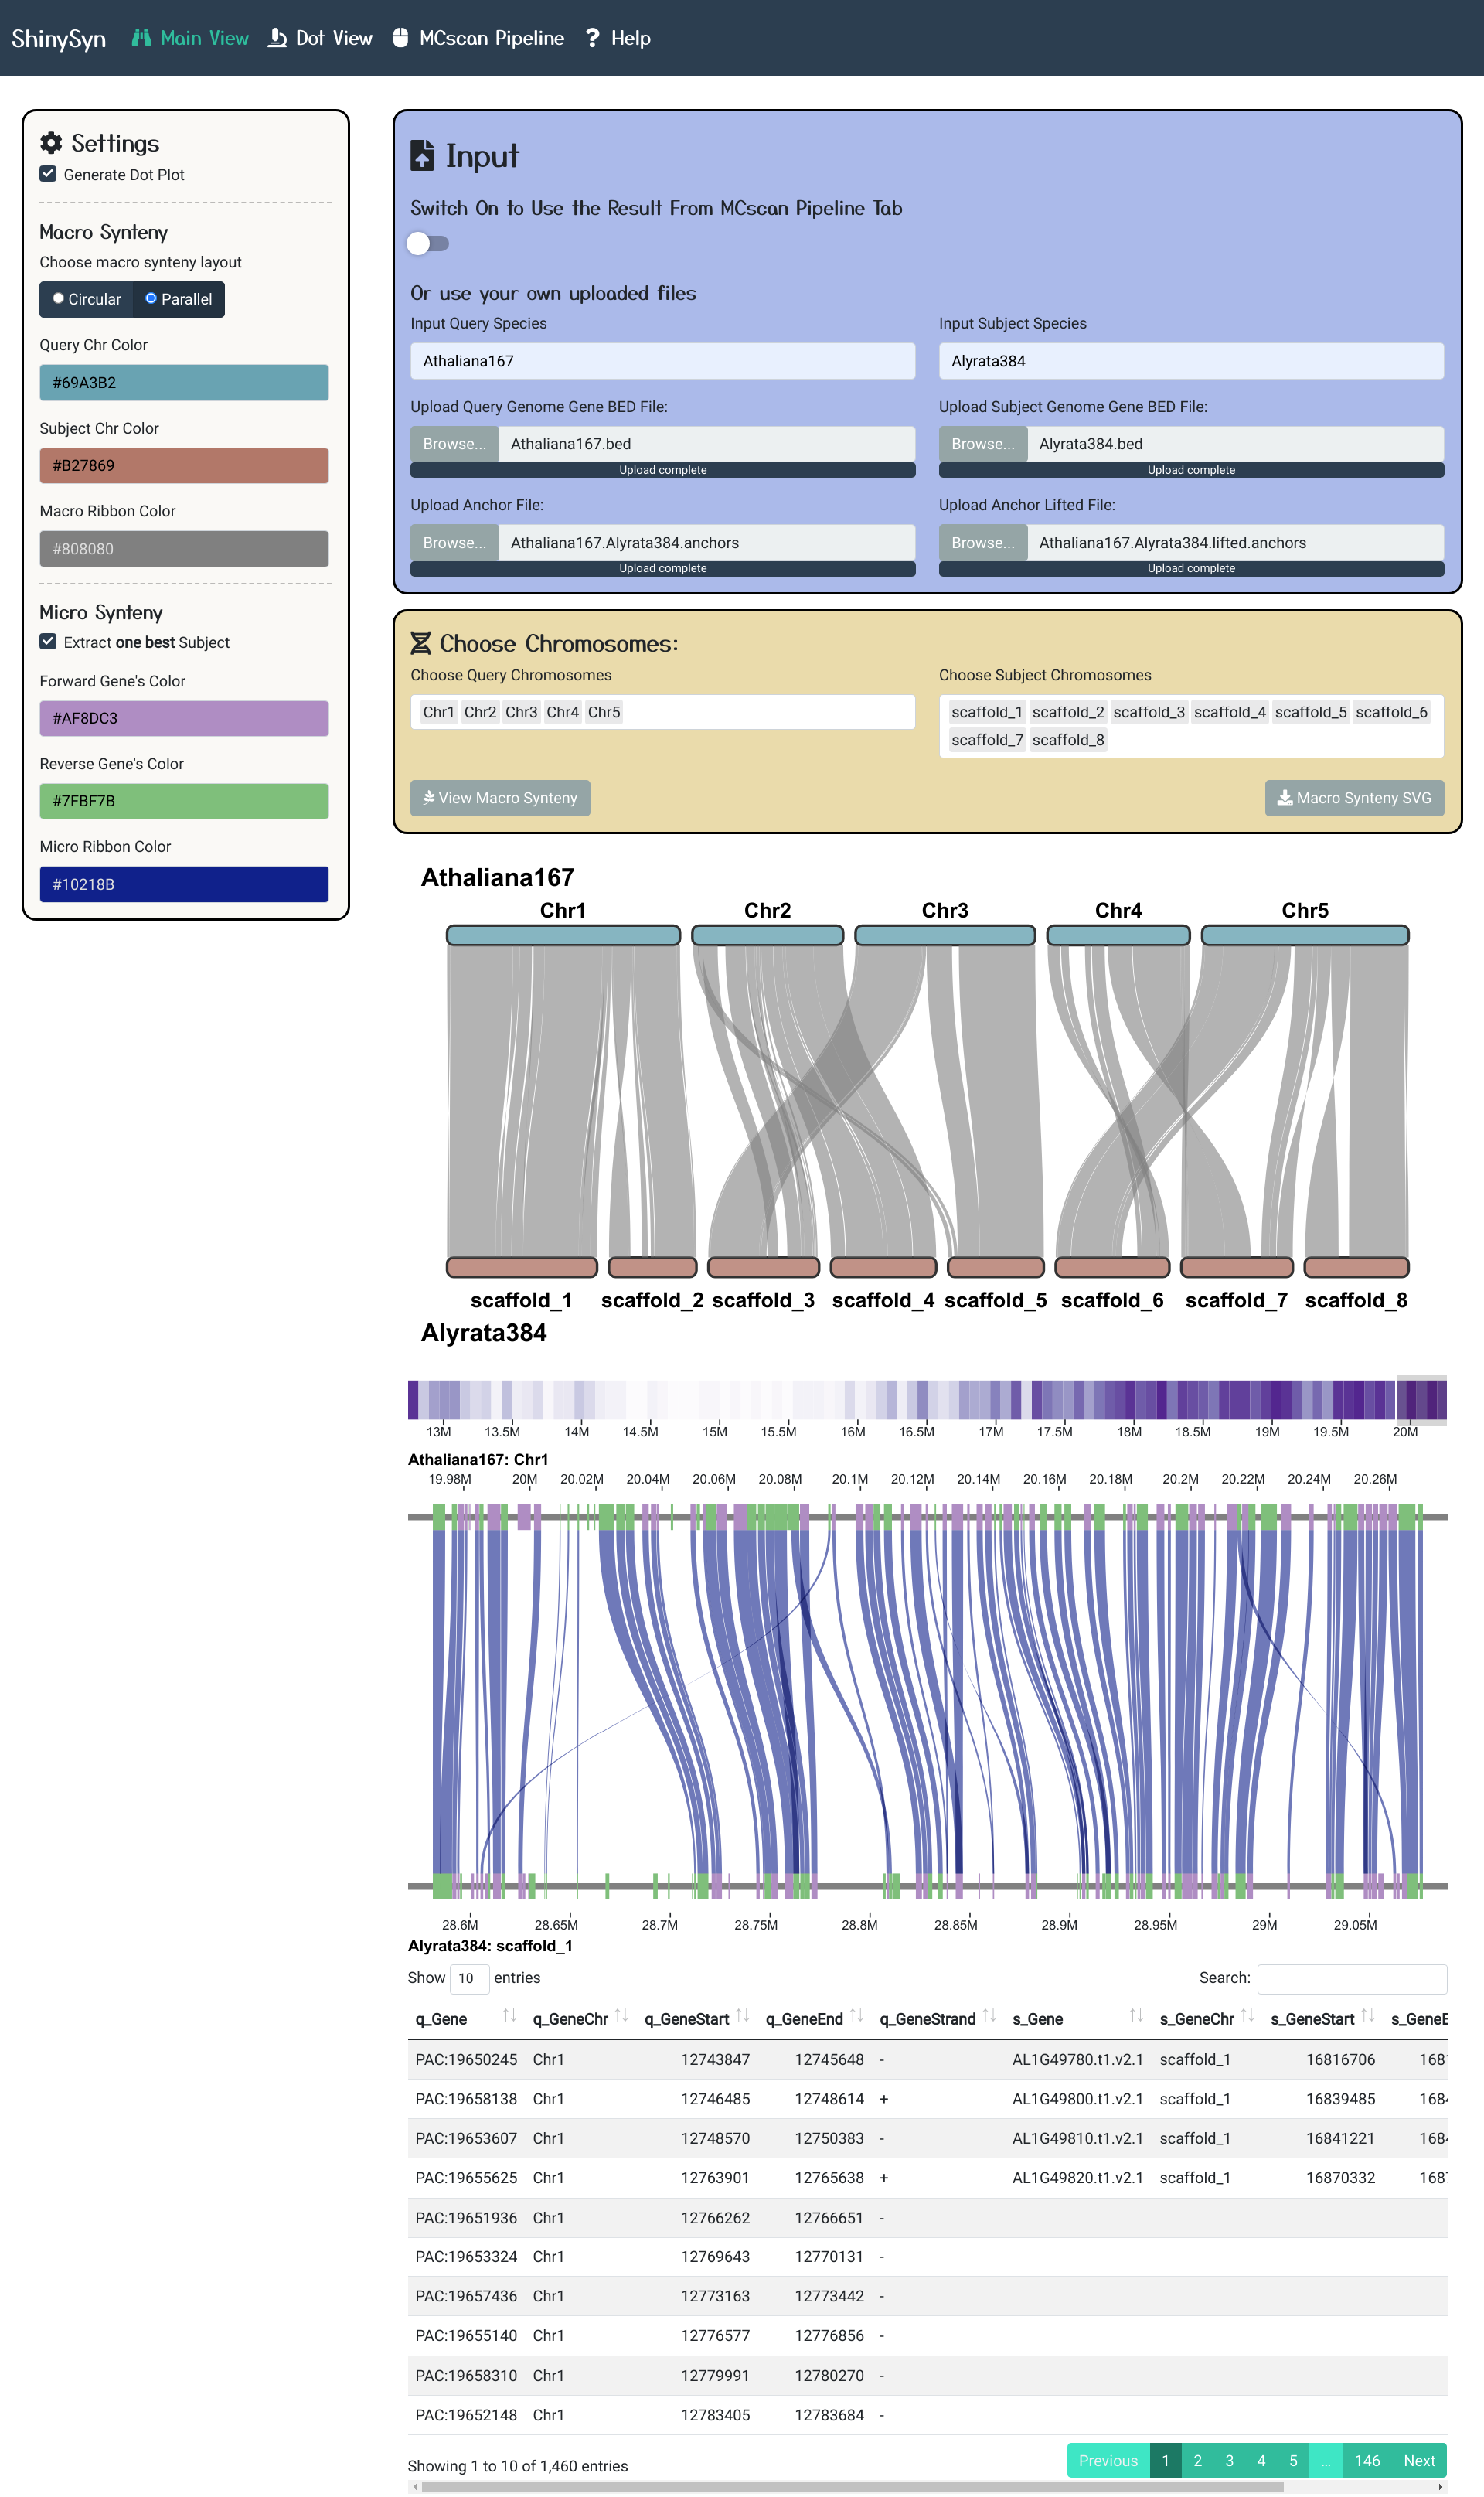 ShinySyn Main View Dot View MCscan Pipeline ? Help
Settings
Generate Dot Plot
Macro Synteny
Choose macro synteny layout
Circular Parallel
Query Chr Color
#69A3B2
Subject Chr Color
#B27869
Macro Ribbon Color
#808080
Micro Synteny
Extract one best Subject
Forward Gene's Color
#AF8DC3
Reverse Gene's Color
#7FBF7B
Micro Ribbon Color
#10218B
Input
Switch On to Use the Result From MCscan Pipeline Tab
Or use your own uploaded files
Input Query Species Input Subject Species
Athaliana167 Alyrata384
Upload Query Genome Gene BED File: Upload Subject Genome Gene BED File:
Browse... Athaliana167.bed Browse... Alyrata384.bed
Upload complete Upload complete
Upload Anchor File: Upload Anchor Lifted File:
Browse... Athaliana167.Alyrata384.anchors Browse... Athaliana167.Alyrata384.lifted.anchors
Upload complete Upload complete
Choose Chromosomes:
Choose Query Chromosomes Choose Subject Chromosomes
Chr1 Chr2 Chr3 Chr4 Chr5 scaffold_1 scaffold_2 scaffold_3 scaffold_4 scaffold_5 scaffold_6
scaffold_7 scaffold_8
View Macro Synteny Macro Synteny SVG
Athaliana167
Chr1 Chr2 Chr3 Chr4 Chr5
scaffold_1 scaffold_2 scaffold_3 scaffold_4 scaffold_5 scaffold_6 scaffold_7 scaffold_8
Alyrata384
13M 13.5M 14M 14.5M 15M 15.5M 16M 16.5M 17M 17.5M 18M 18.5M 19M 19.5M 20M
Athaliana167: Chr1
19.98M 20M 20.02M 20.04M 20.06M 20.08M 20.1M 20.12M 20.14M 20.16M 20.18M 20.2M 20.22M 20.24M 20.26M
28.6M 28.65M 28.7M 28.75M 28.8M 28.85M 28.9M 28.95M 29M 29.05M
Alyrata384: scaffold_1
Show 10 entries Search:
q_Gene q_GeneChr q_GeneStart q_GeneEnd q_GeneStrand s_Gene s_GeneChr s_GeneStart s_GeneE
PAC:19650245 Chr1 12743847 12745648 - AL1G49780.t1.v2.1 scaffold_1 16816706 1681
PAC:19658138 Chr1 12746485 12748614 + AL1G49800.t1.v2.1 scaffold_1 16839485 1684
PAC:19653607 Chr1 12748570 12750383 - AL1G49810.t1.v2.1 scaffold_1 16841221 1684
PAC:19655625 Chr1 12763901 12765638 + AL1G49820.t1.v2.1 scaffold_1 16870332 1687
PAC:19651936 Chr1 12766262 12766651 -
PAC:19653324 Chr1 12769643 12770131 -
PAC:19657436 Chr1 12773163 12773442 -
PAC:19655140 Chr1 12776577 12776856 -
PAC:19658310 Chr1 12779991 12780270 -
PAC:19652148 Chr1 12783405 12783684 -
Showing 1 to 10 of 1,460 entries Previous 1 2 3 4 5 ... 146 Next